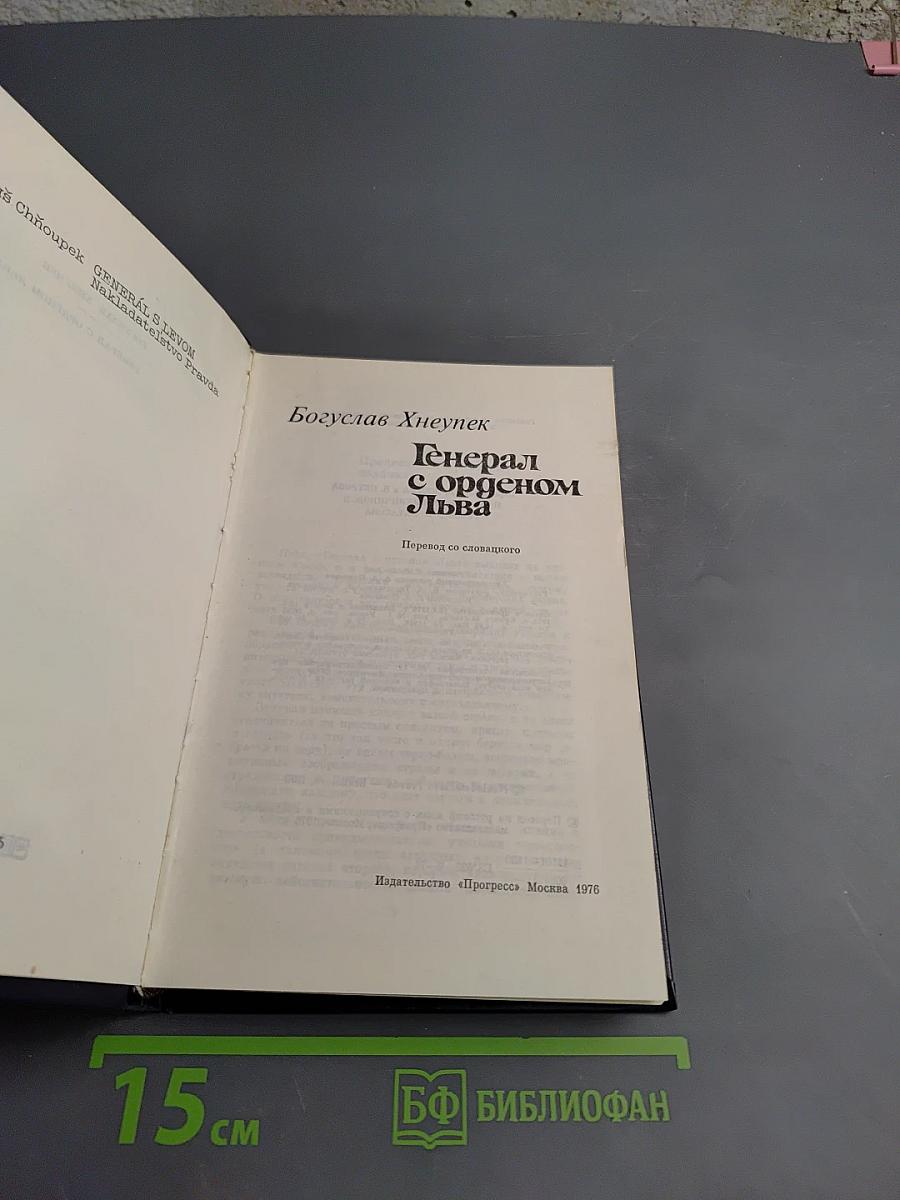 Chňoupek GENERÁL S LEVOM
Nakladatelstvo Pravda
Богуслав Хнеупек
Генерал
с орденом
Льва
Перевод со словацкого
Издательство «Прогресс» Москва 1976
15 см
БФ БИБЛИОФАН